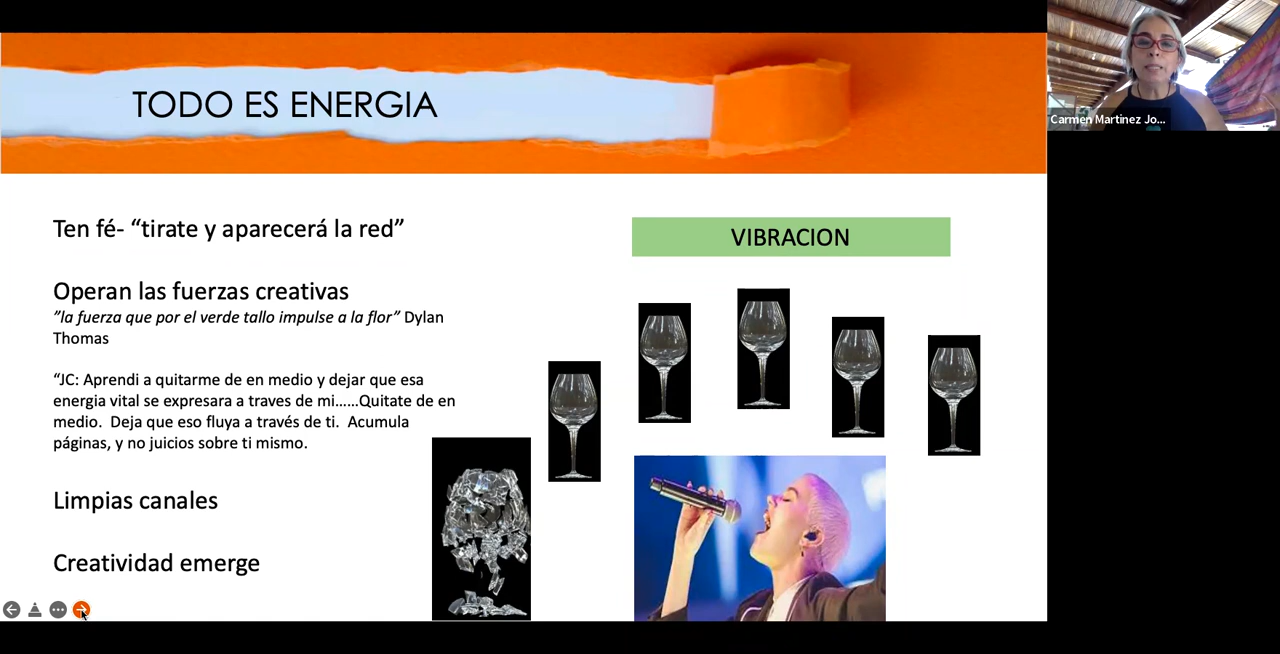 TODO ES ENERGIA
Carmen Martinez Jo...
Ten fé- “tirate y aparecerá la red”
Operan las fuerzas creativas
”la fuerza que por el verde tallo impulse a la flor” Dylan
Thomas
“JC: Aprendi a quitarme de en medio y dejar que esa
energia vital se expresara a traves de mi......Quitate de en
medio.  Deja que eso fluya a través de ti.  Acumula
páginas, y no juicios sobre ti mismo.
Limpias canales
Creatividad emerge
VIBRACION